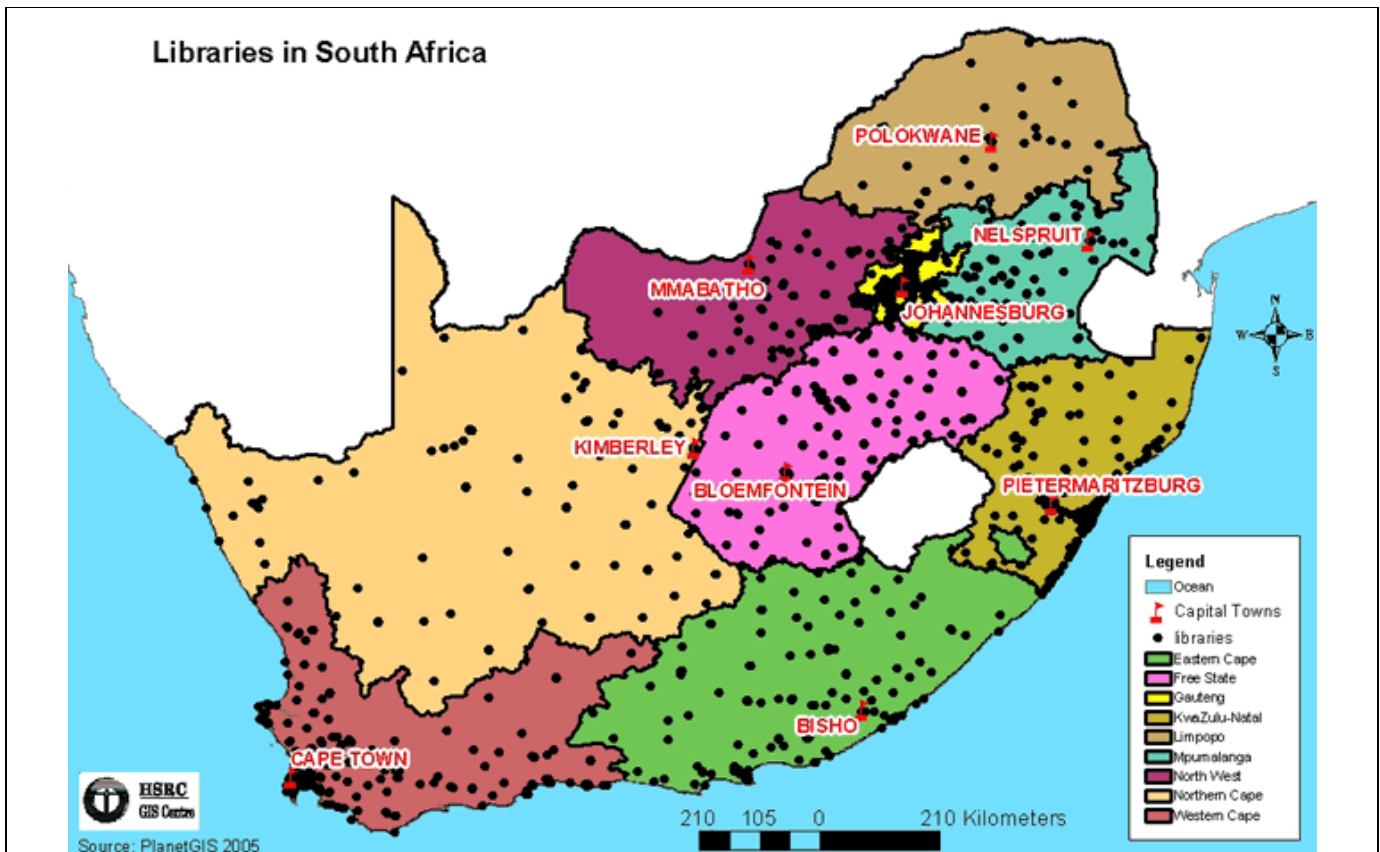 Libraries in South Africa
POLOKWANE
NELSPRUIT
MMABATHO
JOHANNESBURG
KIMBERLEY
BLOEMFONTEIN
PIETERMARITZBURG
BISHO
CAPE TOWN
N
W E
S
Legend
Ocean
Capital Towns
libraries
Eastern Cape
Free State
Gauteng
KwaZulu-Natal
Limpopo
Mpumalanga
North West
Northern Cape
Western Cape
HSRC
GIS Centre
210 105 0 210 Kilometers
Source: PlanetGIS 2005